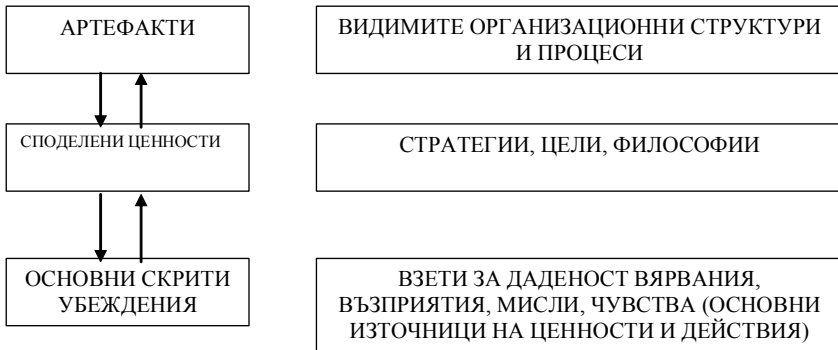 АРТЕФАКТИ
ВИДИМИТЕ ОРГАНИЗАЦИОННИ СТРУКТУРИ
И ПРОЦЕСИ
СПОДЕЛЕНИ ЦЕННОСТИ
СТРАТЕГИИ, ЦЕЛИ, ФИЛОСОФИИ
ОСНОВНИ СКРИТИ
УБЕЖДЕНИЯ
ВЗЕТИ ЗА ДАДЕНОСТ ВЯРВАНИЯ,
ВЪЗПРИЯТИЯ, МИСЛИ, ЧУВСТВА (ОСНОВНИ
ИЗТОЧНИЦИ НА ЦЕННОСТИ И ДЕЙСТВИЯ)